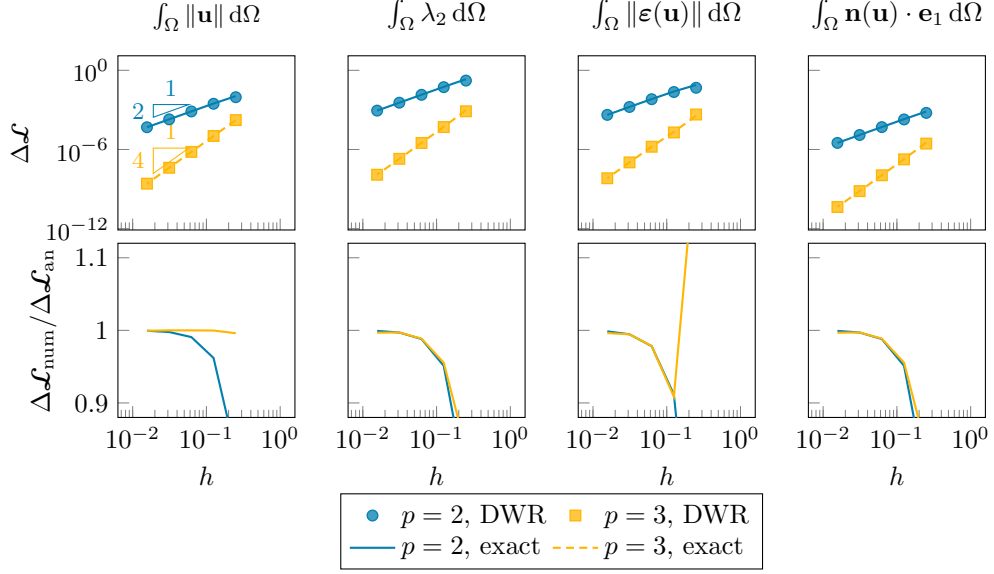 ∫_Ω ‖𝐮‖ dΩ ∫_Ω λ₂ dΩ ∫_Ω ‖𝛆(𝐮)‖ dΩ ∫_Ω 𝐧(𝐮) · 𝐞₁ dΩ
10⁰
10⁻⁶
10⁻¹²
Δ𝓛
1
2
1
4
1.1
1
0.9
Δ𝓛_num/Δ𝓛_an
10⁻² 10⁻¹ 10⁰ 10⁻² 10⁻¹ 10⁰ 10⁻² 10⁻¹ 10⁰ 10⁻² 10⁻¹ 10⁰
h h h h
p = 2, DWR p = 3, DWR
p = 2, exact p = 3, exact